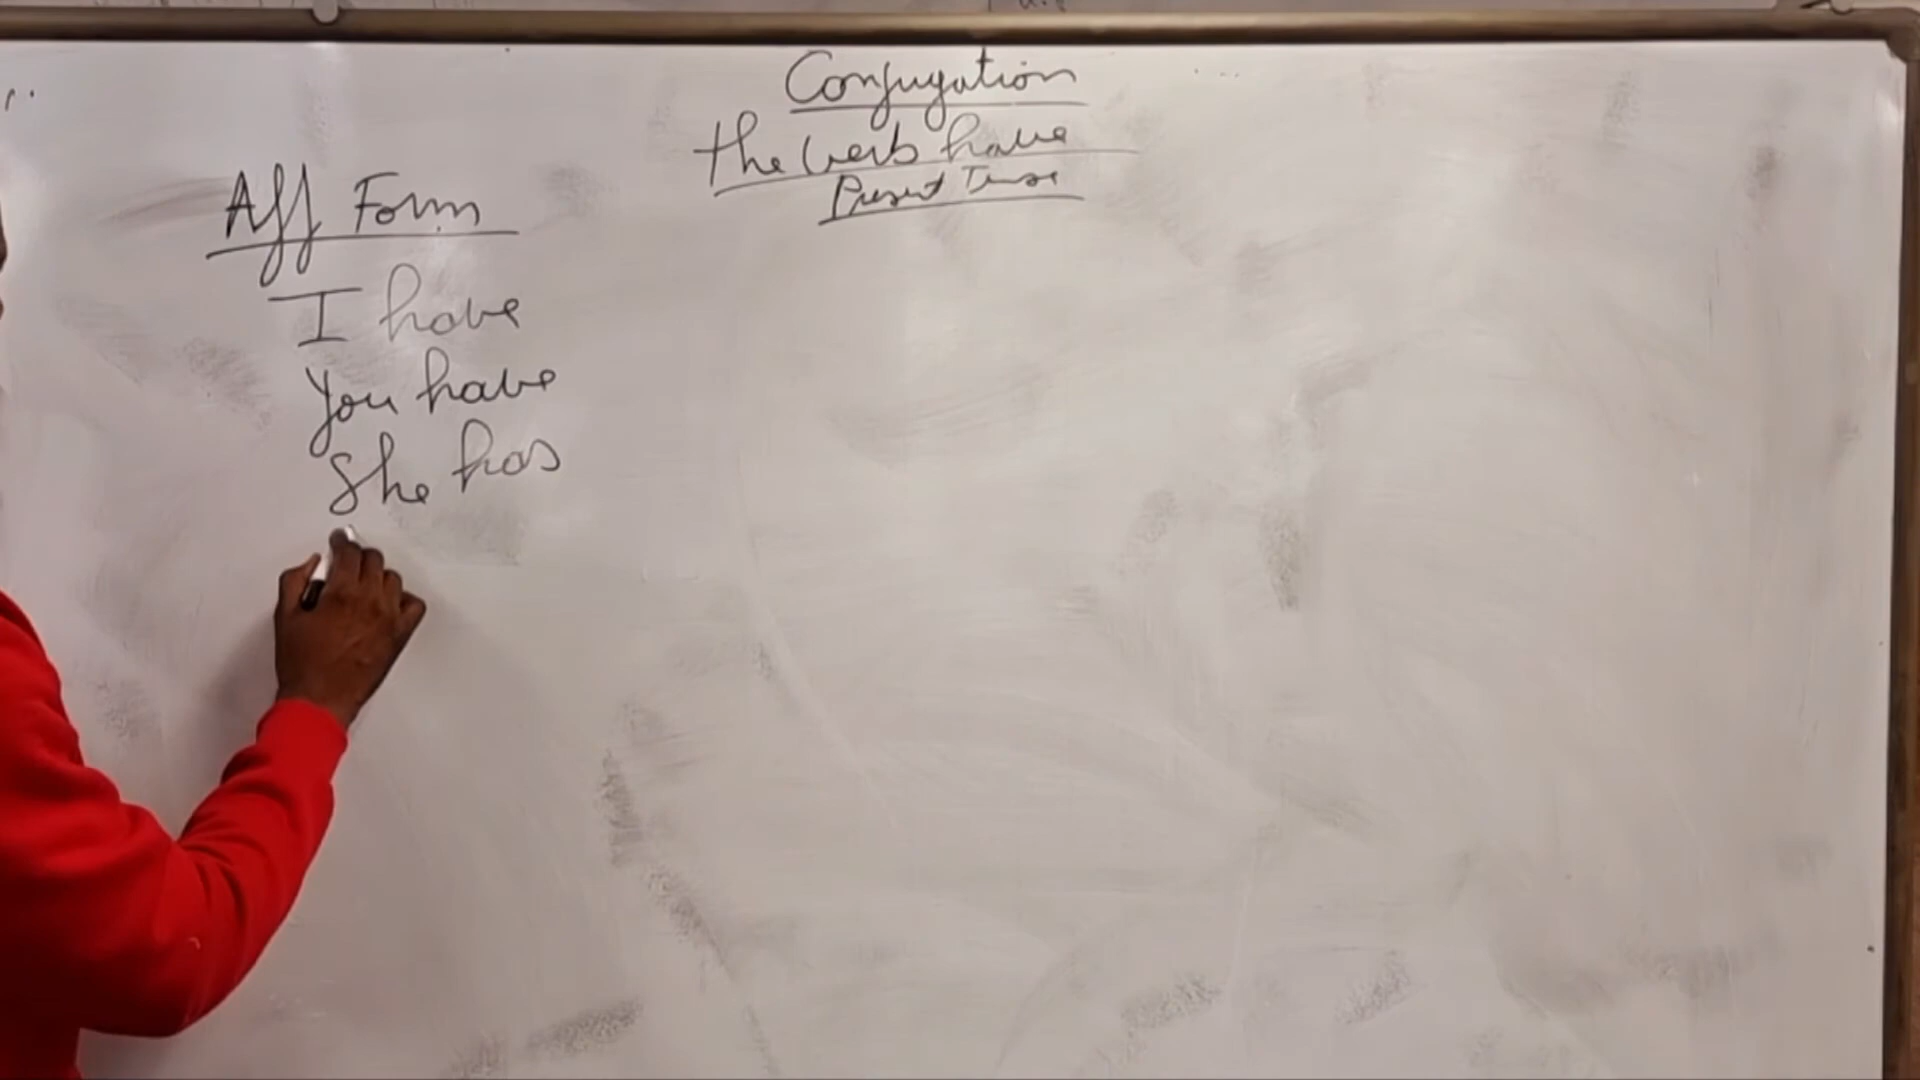 Conjugation
the verb have
Present Tense
Aff Form
I have
you have
She has